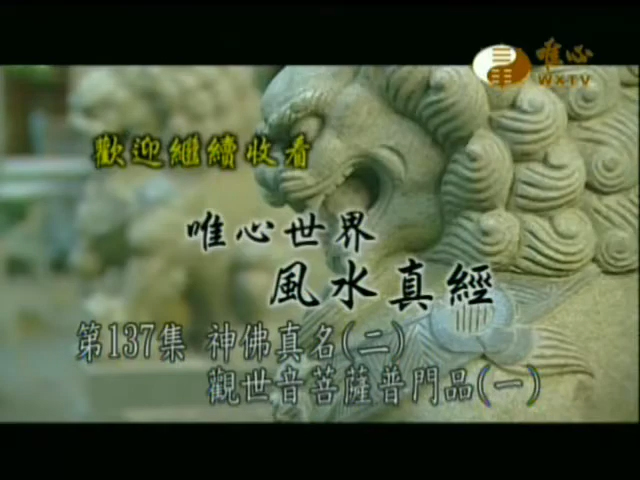 唯心
WXTV
歡迎繼續收看
唯心世界
風水真經
第137集 神佛真名(二)
觀世音菩薩普門品(一)